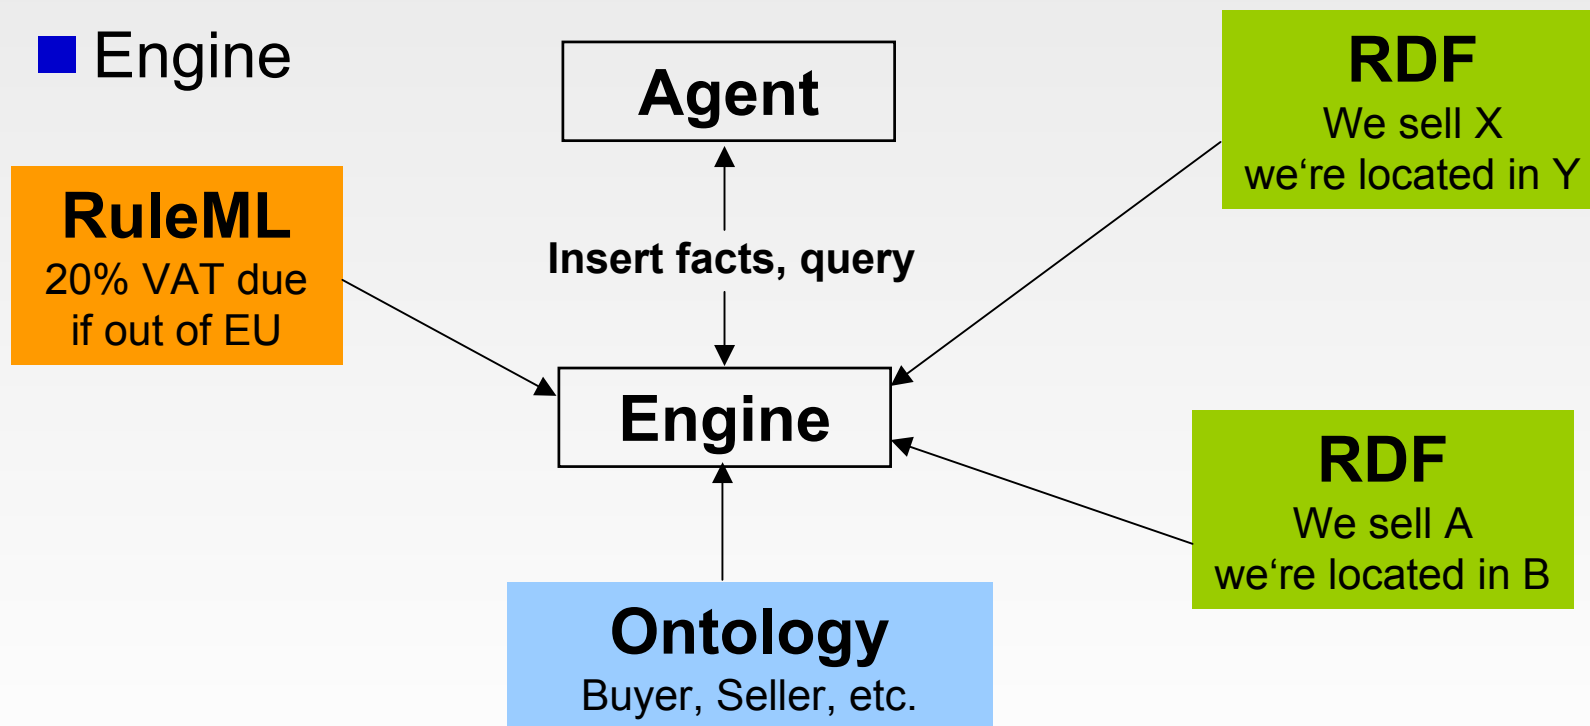 Engine
Agent
RDF
We sell X
we‘re located in Y
RuleML
20% VAT due
if out of EU
Insert facts, query
Engine
RDF
We sell A
we‘re located in B
Ontology
Buyer, Seller, etc.